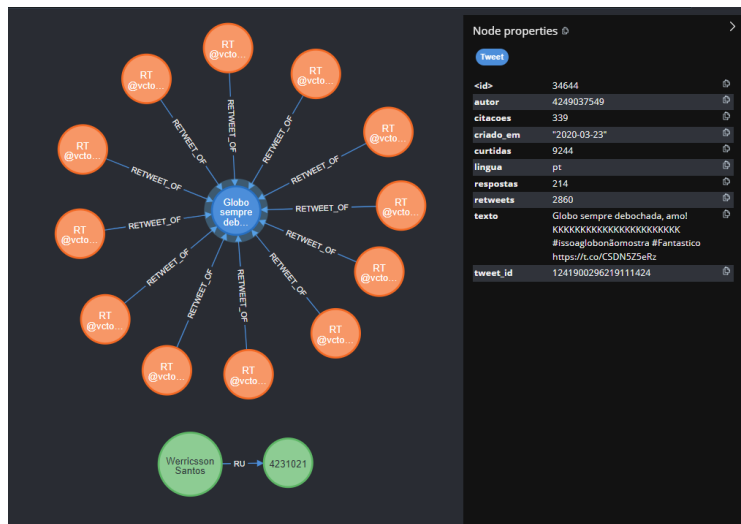 RT
@vcto...
RT
@vcto...
RT
@vcto...
RT
@vcto...
RT
@vcto...
RT
@vcto...
RT
@vcto...
RT
@vcto...
RT
@vcto...
RT
@vcto...
RT
@vcto...
RT
@vcto...
RETWEET_OF
RETWEET_OF
RETWEET_OF
RETWEET_OF
RETWEET_OF
RETWEET_OF
RETWEET_OF
RETWEET_OF
RETWEET_OF
RETWEET_OF
RETWEET_OF
RETWEET_OF
Globo
sempre
deb...
Werricsson
Santos
RU
4231021
Node properties
Tweet
<id> 34644
autor 4249037549
citacoes 339
criado_em "2020-03-23"
curtidas 9244
lingua pt
respostas 214
retweets 2860
texto Globo sempre debochada, amo!
KKKKKKKKKKKKKKKKKKKKKKK
#issoaglobonãomostra #Fantastico
https://t.co/CSDN5Z5eRz
tweet_id 1241900296219111424